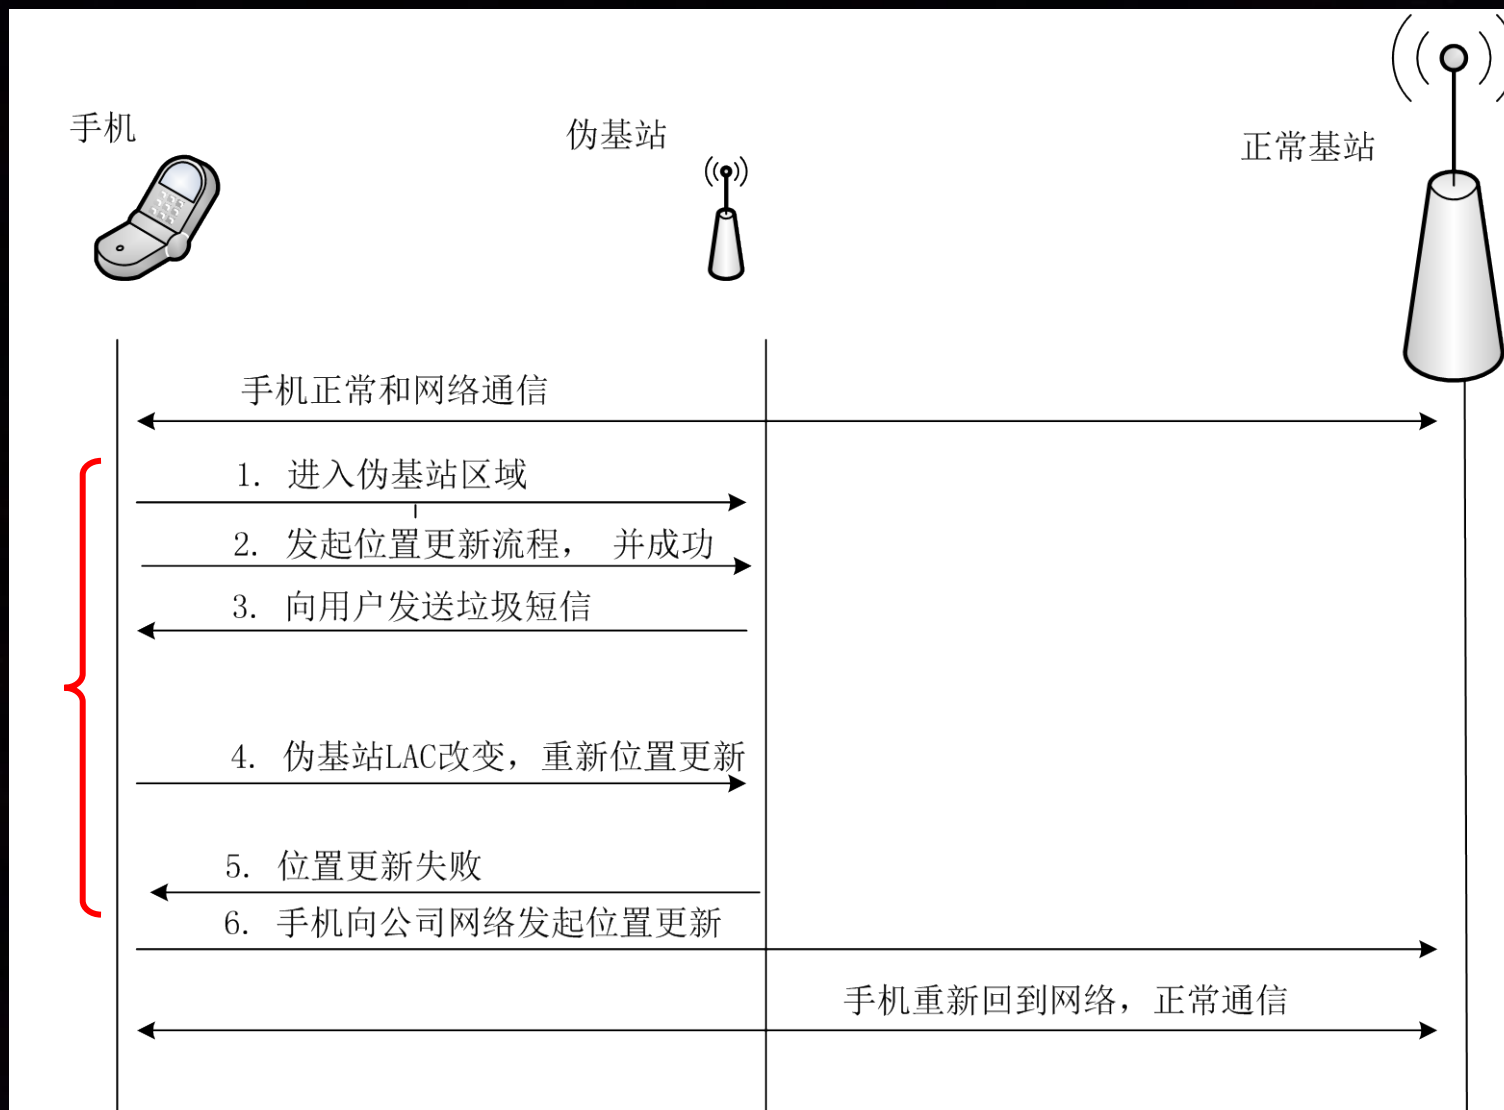 手机
伪基站
正常基站
手机正常和网络通信
1. 进入伪基站区域
2. 发起位置更新流程， 并成功
3. 向用户发送垃圾短信
4. 伪基站LAC改变，重新位置更新
5. 位置更新失败
6. 手机向公司网络发起位置更新
手机重新回到网络，正常通信